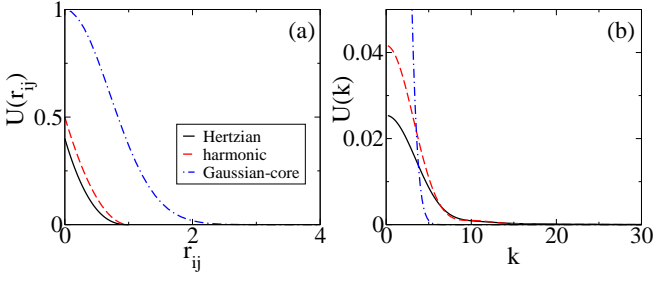 (a)
U(r_ij)
1
0.5
0
0
2
4
r_ij
Hertzian
harmonic
Gaussian-core
(b)
U(k)
0.04
0.02
0
0
10
20
30
k